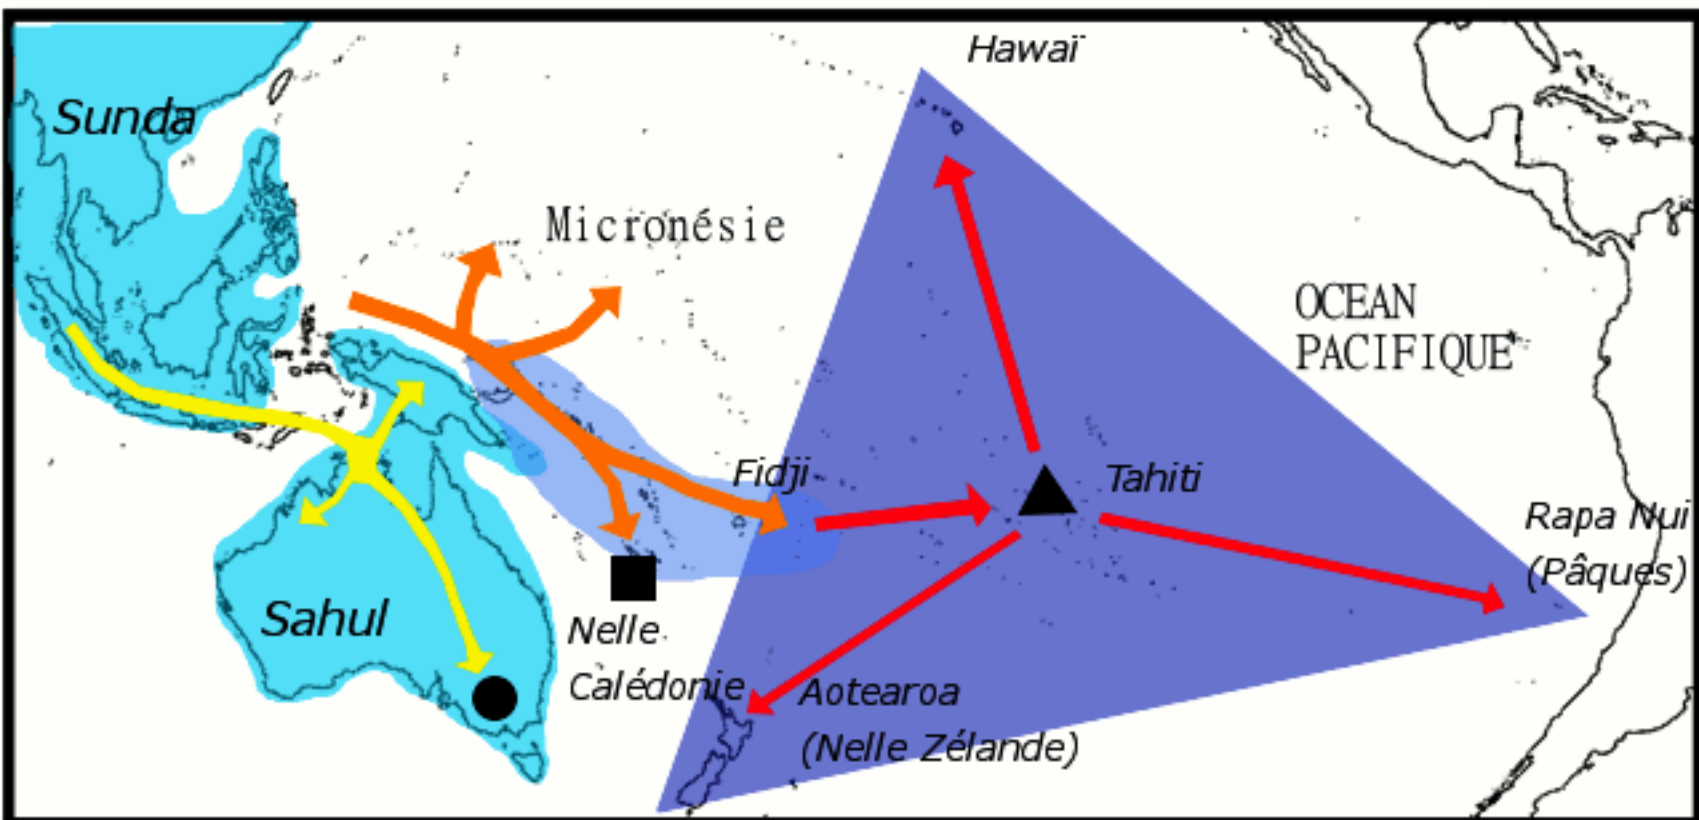 Hawaï
Sunda
Micronésie
OCEAN
PACIFIQUE
Fidji
Tahiti
Rapa Nui
(Pâques)
Sahul
Nelle
Calédonie
Aotearoa
(Nelle Zélande)